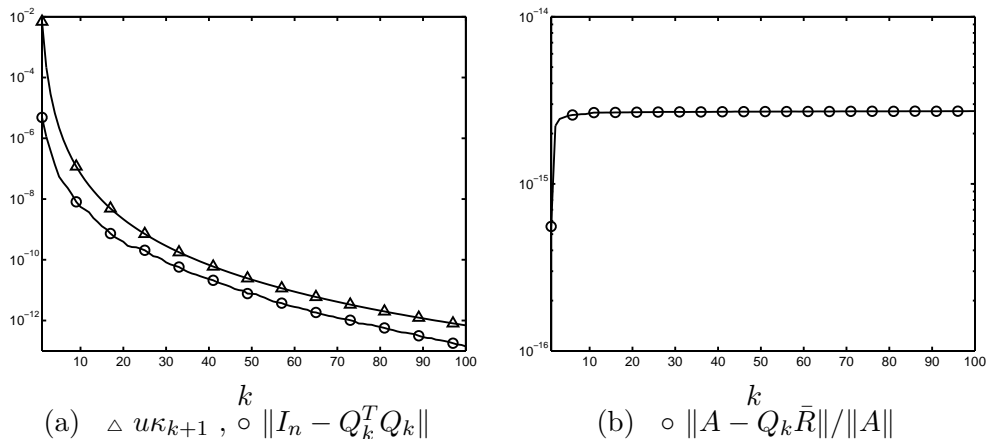 10^{-2}
10^{-4}
10^{-6}
10^{-8}
10^{-10}
10^{-12}
10 20 30 40 50 60 70 80 90 100
k
(a) △ uκ_{k+1} , ○ ‖I_n − Q_k^T Q_k‖
10^{-14}
10^{-15}
10^{-16}
10 20 30 40 50 60 70 80 90 100
k
(b) ○ ‖A − Q_k R̄‖/‖A‖